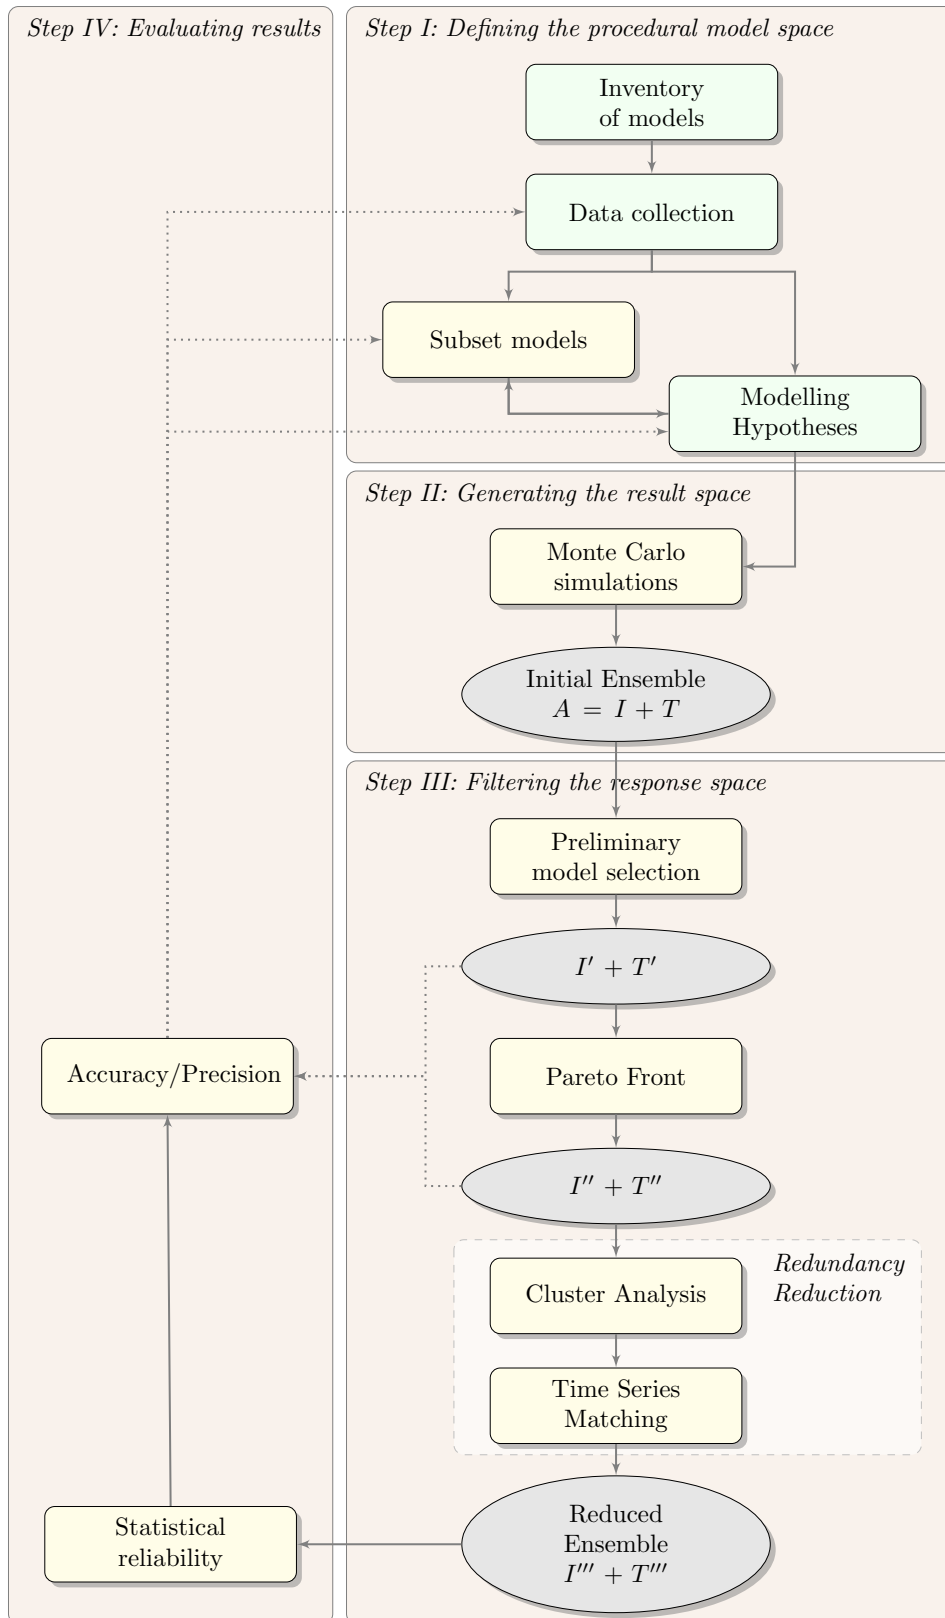 Step IV: Evaluating results
Step I: Defining the procedural model space
Inventory
of models
Data collection
Subset models
Modelling
Hypotheses
Step II: Generating the result space
Monte Carlo
simulations
Initial Ensemble
A = I + T
Step III: Filtering the response space
Preliminary
model selection
I′ + T′
Accuracy/Precision
Pareto Front
I′′ + T′′
Redundancy
Reduction
Cluster Analysis
Time Series
Matching
Reduced
Ensemble
I′′′ + T′′′
Statistical
reliability